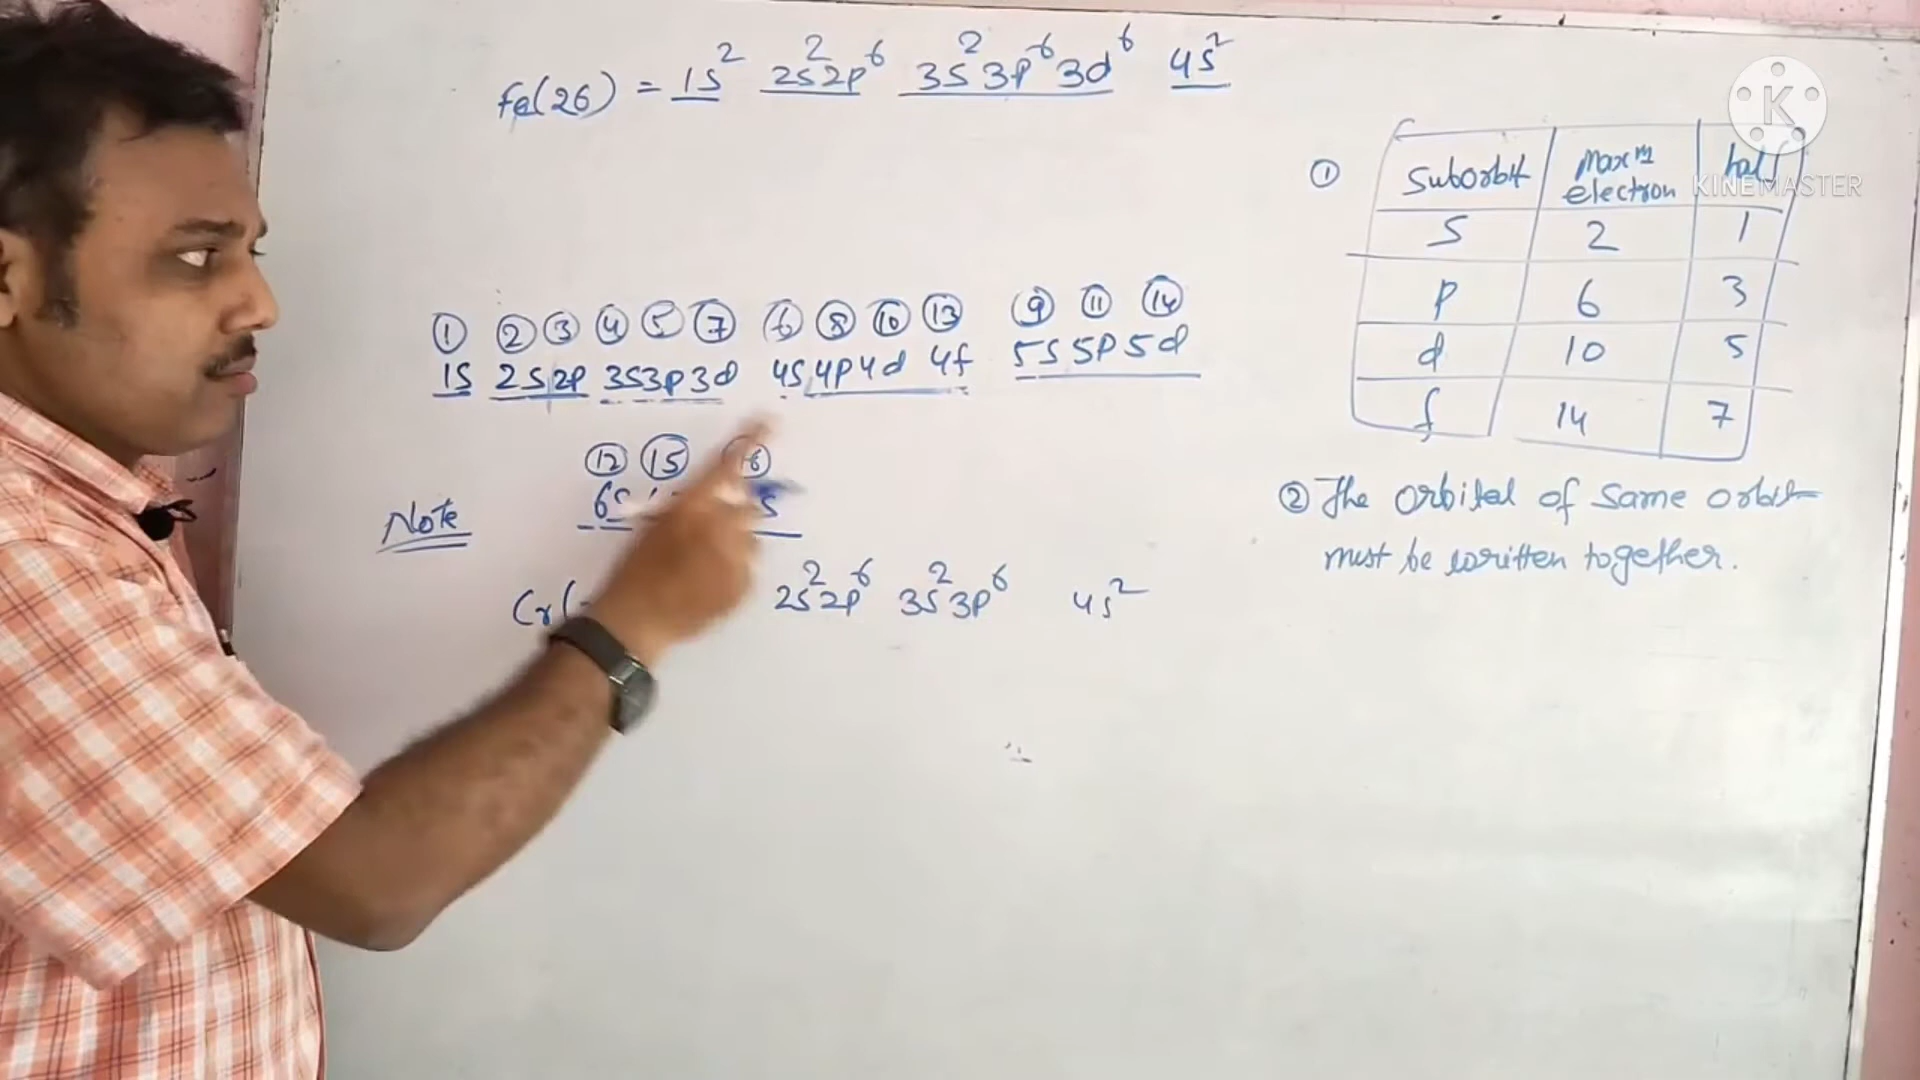 Fe(26) = 1s² 2s²2p⁶ 3s²3p⁶3d⁶ 4s²
K
KINEMASTER
①
Suborbit Maxᵐ electron half
S 2 1
p 6 3
d 10 5
f 14 7
① ② ③ ④ ⑤ ⑦ ⑥ ⑧ ⑩ ⑬ ⑨ ⑪ ⑭
1s 2s2p 3s3p3d 4s4p4d 4f 5s5p5d
⑫ ⑮
6s s
Note
② The orbital of same orbit
must be written together.
Cr( 2s²2p⁶ 3s²3p⁶ 4s²